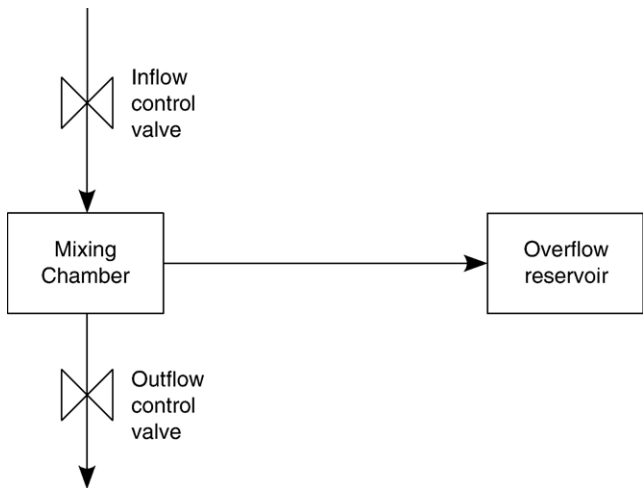 Inflow
control
valve
Mixing
Chamber
Overflow
reservoir
Outflow
control
valve